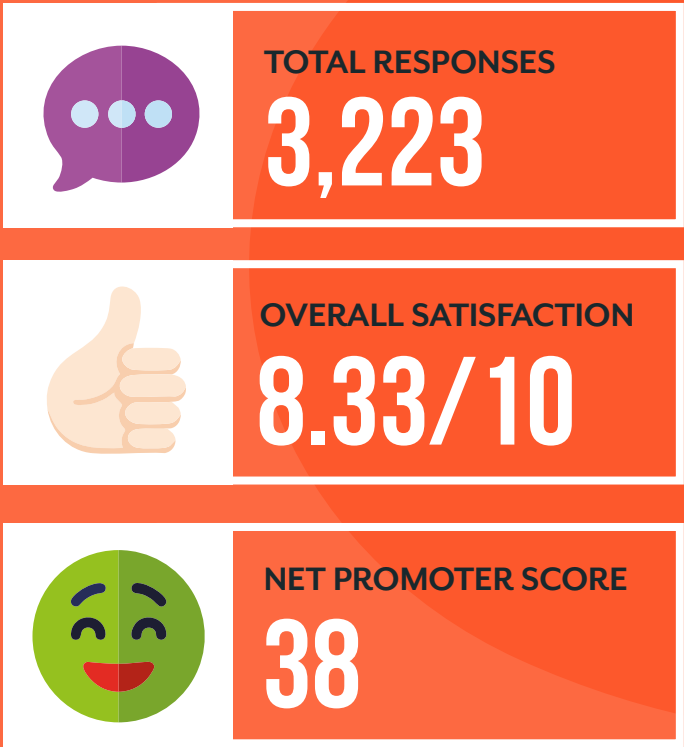 TOTAL RESPONSES
3,223
OVERALL SATISFACTION
8.33/10
NET PROMOTER SCORE
38